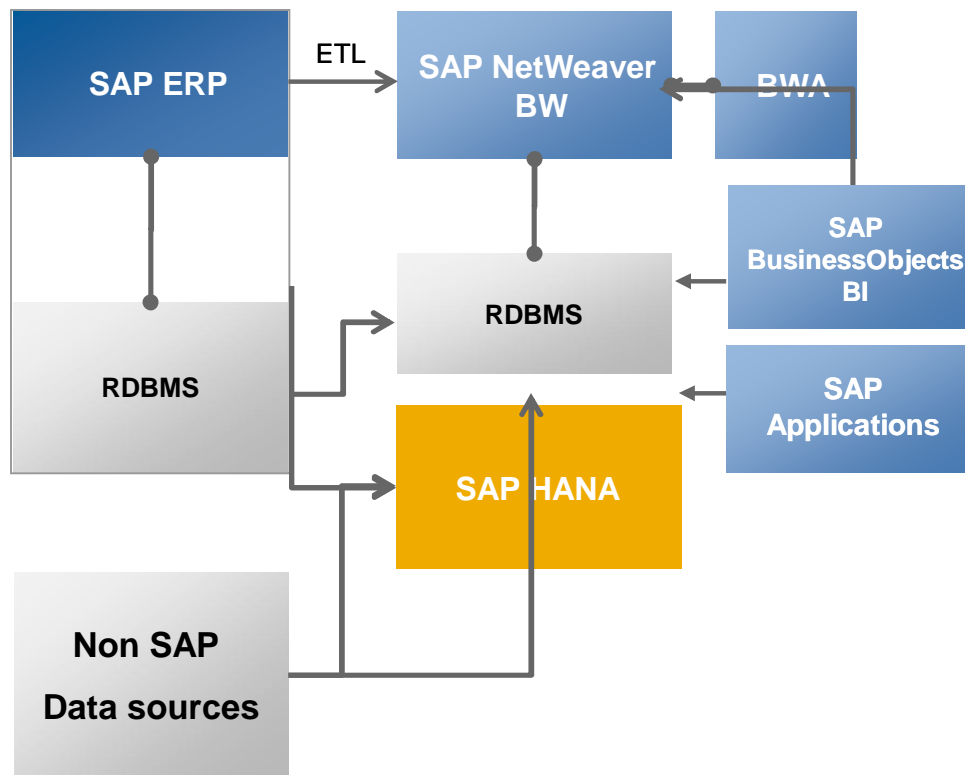 SAP ERP
ETL
SAP NetWeaver
BW
BWA
SAP
BusinessObjects
BI
RDBMS
RDBMS
SAP
Applications
SAP HANA
Non SAP
Data sources